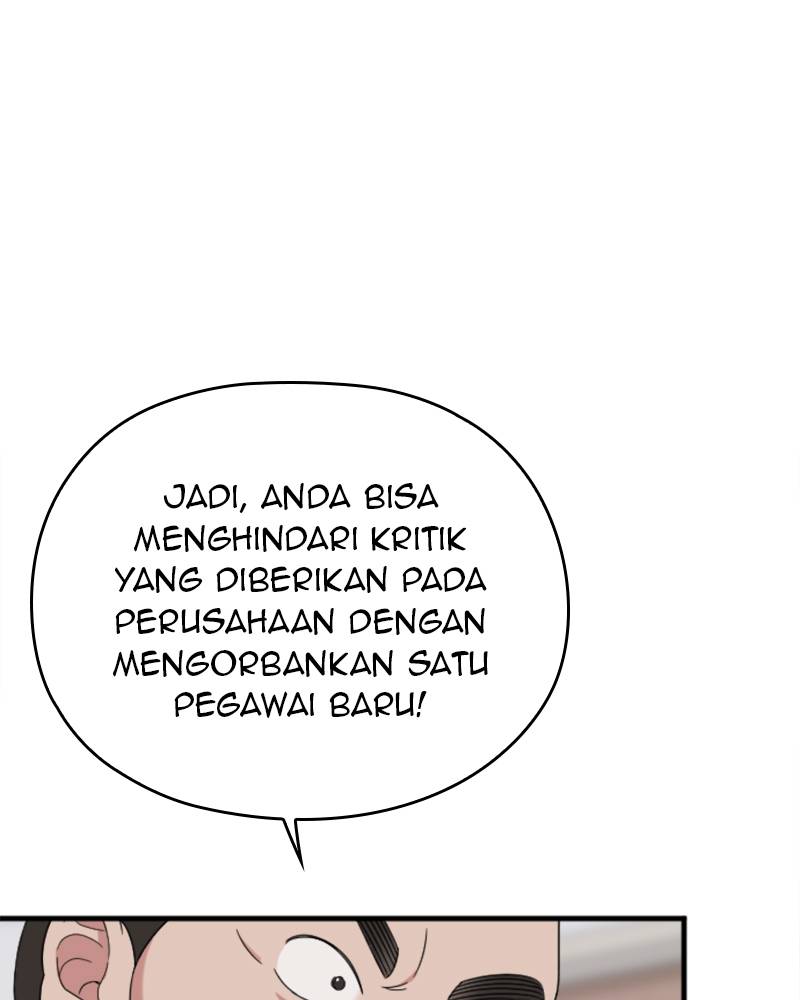 JADI, ANDA BISA
MENGHINDARI KRITIK
YANG DIBERIKAN PADA
PERUSAHAAN DENGAN
MENGORBANKAN SATU
PEGAWAI BARU!